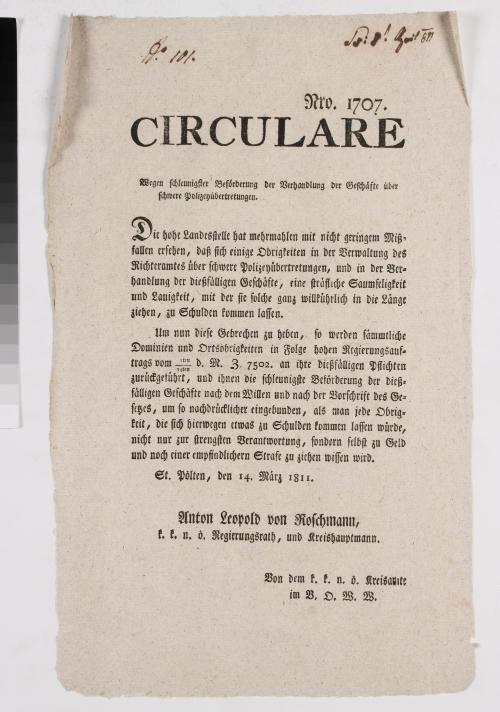 No 101.
April 811
Nro. 1707.
CIRCULARE
Wegen schleunigster Beförderung der Verhandlung der Geschäfte über
schwere Polizeyübertretungen.
Die hohe Landesstelle hat mehrmahlen mit nicht geringem Miß-
fallen ersehen, daß sich einige Obrigkeiten in der Verwaltung des
Richteramtes über schwere Polizeyübertretungen, und in der Ver-
handlung der dießfälligen Geschäfte, eine sträfliche Saumseligkeit
und Lauigkeit, mit der sie solche ganz willkührlich in die Länge
ziehen, zu Schulden kommen lassen.
Um nun diese Gebrechen zu heben, so werden sämmtliche
Dominien und Ortsobrigkeiten in Folge hohen Regierungsauf-
trags vom d. M. Z. 7502. an ihre dießfälligen Pflichten
zurückgeführt, und ihnen die schleunigste Beförderung der dieß-
fälligen Geschäfte nach dem Willen und nach der Vorschrift des Ge-
setzes, um so nachdrücklicher eingebunden, als man jede Obrig-
keit, die sich hierwegen etwas zu Schulden kommen lassen würde,
nicht nur zur strengsten Verantwortung, sondern selbst zu Geld
und noch einer empfindlichern Strafe zu ziehen wissen wird.
St. Pölten, den 14. März 1811.
Anton Leopold von Roschmann,
k. k. n. ö. Regierungsrath, und Kreishauptmann.
Von dem k. k. n. ö. Kreisamte
im V. O. W. W.